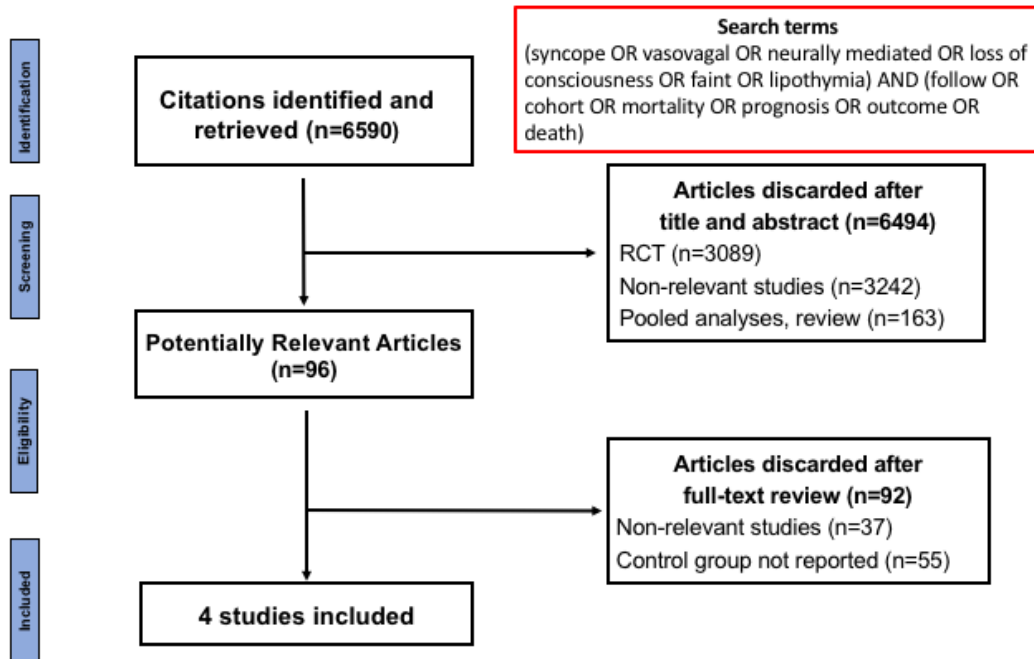 Search terms
(syncope OR vasovagal OR neurally mediated OR loss of
consciousness OR faint OR lipothymia) AND (follow OR
cohort OR mortality OR prognosis OR outcome OR
death)
Identification
Citations identified and
retrieved (n=6590)
Screening
Articles discarded after
title and abstract (n=6494)
RCT (n=3089)
Non-relevant studies (n=3242)
Pooled analyses, review (n=163)
Potentially Relevant Articles
(n=96)
Eligibility
Articles discarded after
full-text review (n=92)
Non-relevant studies (n=37)
Control group not reported (n=55)
Included
4 studies included